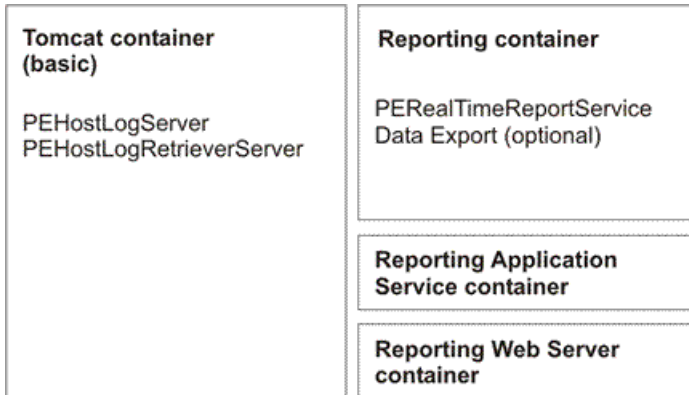 Tomcat container
(basic)
PEHostLogServer
PEHostLogRetrieverServer
Reporting container
PERealTimeReportService
Data Export (optional)
Reporting Application
Service container
Reporting Web Server
container